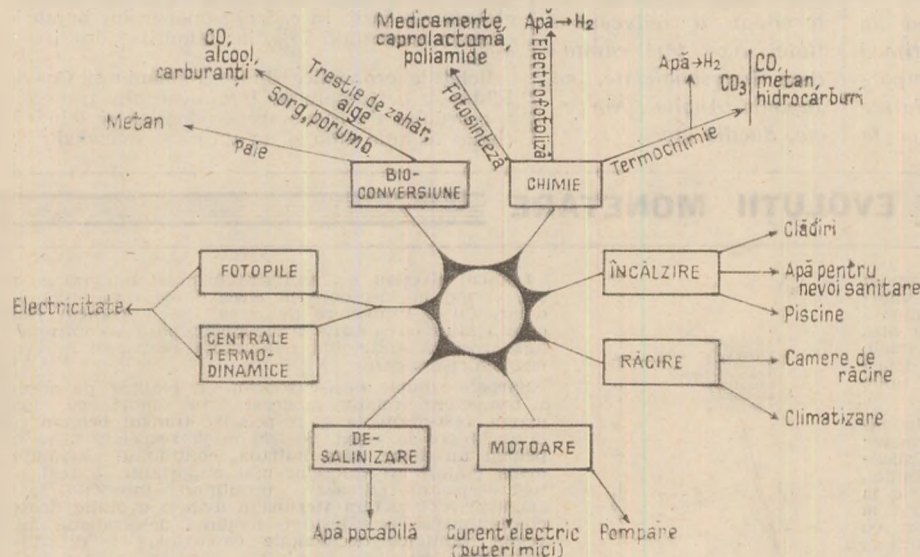 CO,
alcool,
carburanți
Trestie de zahăr,
alge
Sorg, porumb
Metan
Paie
BIO-
CONVERSIUNE
Medicamente,
caprolactomă,
poliamide
Fotosinteză
Apă→H2
Electrofotoliză
CHIMIE
Apă→H2
CO3
CO,
metan,
hidrocarburi
Termochimie
EVOLUȚII MONETARE
FOTOPILE
Electricitate
CENTRALE
TERMO-
DINAMICE
ÎNCĂLZIRE
Clădiri
Apă pentru
nevoi sanitare
Piscine
RĂCIRE
Camere de
răcire
Climatizare
DE-
SALINIZARE
Apă potabilă
MOTOARE
Curent electric
(puteri mici)
Pompare